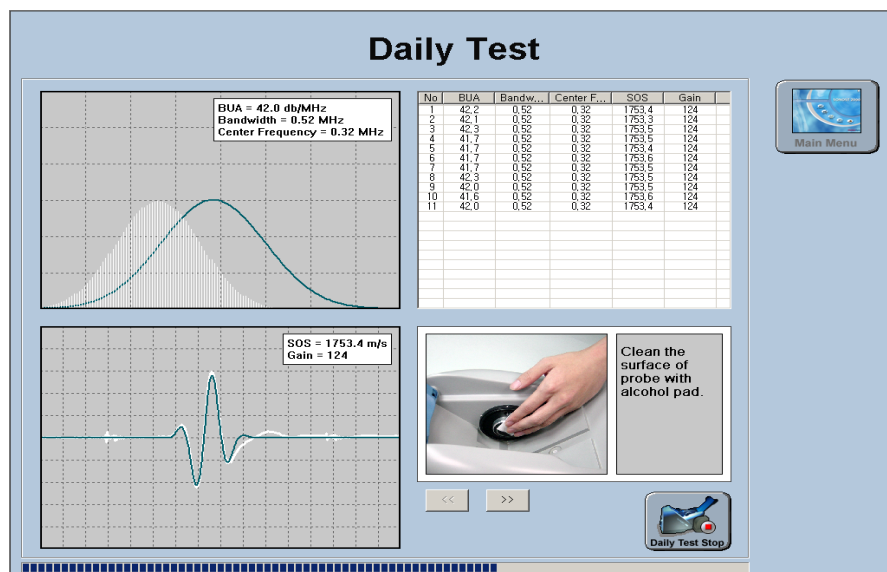 Daily Test
BUA = 42.0 db/MHz
Bandwidth = 0.52 MHz
Center Frequency = 0.32 MHz
No BUA Bandw... Center F... SOS Gain
1 42,2 0,52 0,32 1753,4 124
2 42,1 0,52 0,32 1753,3 124
3 42,3 0,52 0,32 1753,5 124
4 41,7 0,52 0,32 1753,5 124
5 41,7 0,52 0,32 1753,4 124
6 41,7 0,52 0,32 1753,6 124
7 41,7 0,52 0,32 1753,5 124
8 42,3 0,52 0,32 1753,5 124
9 42,0 0,52 0,32 1753,5 124
10 41,6 0,52 0,32 1753,6 124
11 42,0 0,52 0,32 1753,4 124
Main Menu
SOS = 1753.4 m/s
Gain = 124
Clean the
surface of
probe with
alcohol pad.
<< >>
Daily Test Stop